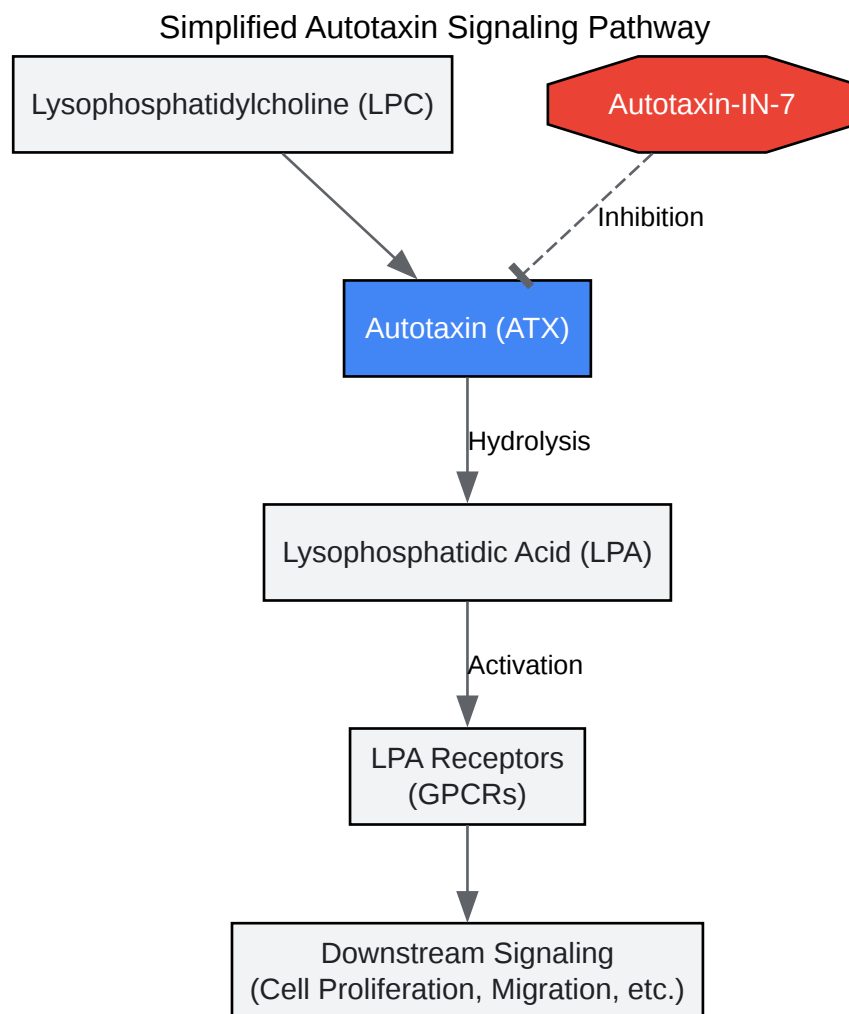 Simplified Autotaxin Signaling Pathway
Lysophosphatidylcholine (LPC)
Autotaxin-IN-7
Inhibition
Autotaxin (ATX)
Hydrolysis
Lysophosphatidic Acid (LPA)
Activation
LPA Receptors
(GPCRs)
Downstream Signaling
(Cell Proliferation, Migration, etc.)